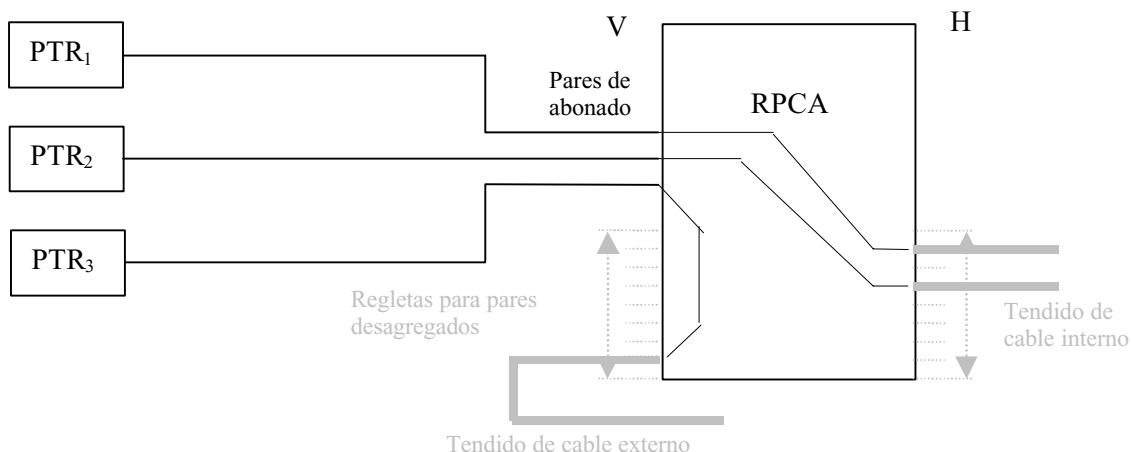 V
H
PTR1
Pares de
abonado
RPCA
PTR2
PTR3
Regletas para pares
desagregados
Tendido de
cable interno
Tendido de cable externo